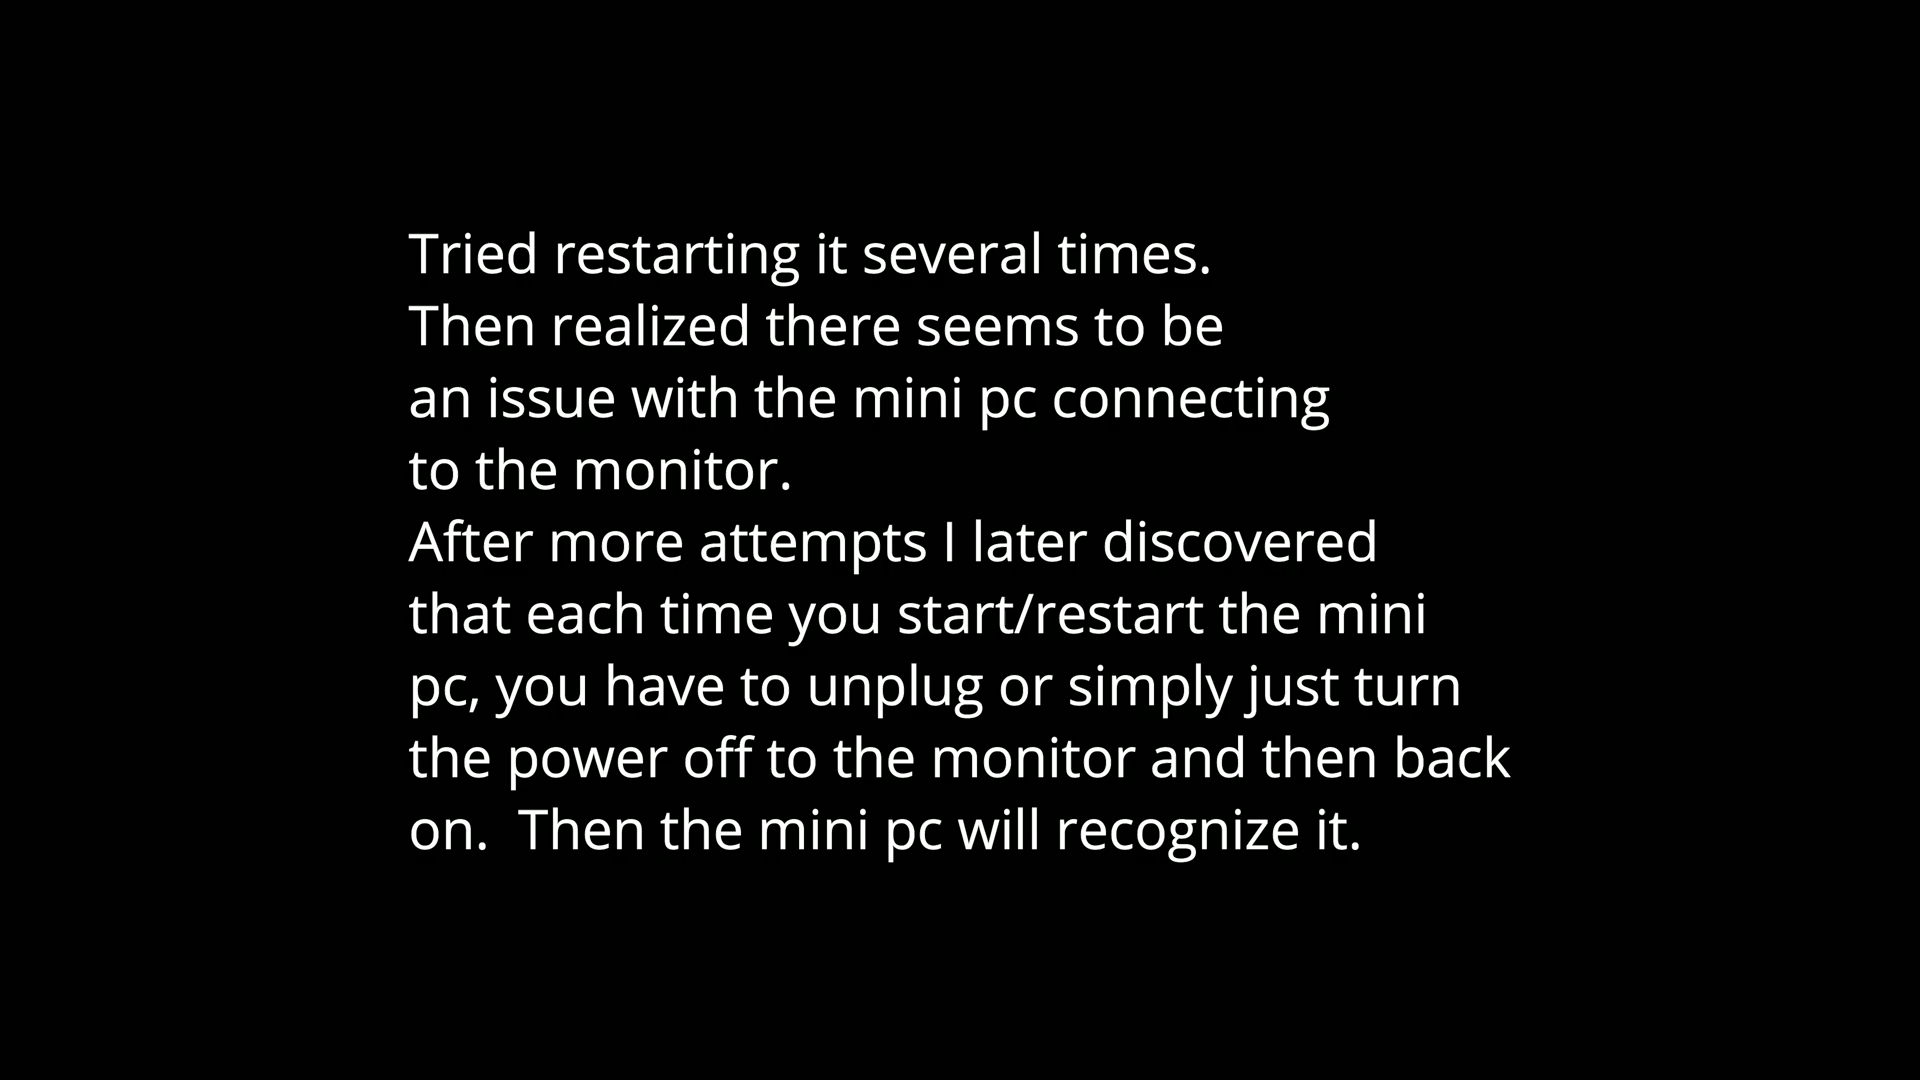 Tried restarting it several times.
Then realized there seems to be
an issue with the mini pc connecting
to the monitor.
After more attempts I later discovered
that each time you start/restart the mini
pc, you have to unplug or simply just turn
the power off to the monitor and then back
on.  Then the mini pc will recognize it.